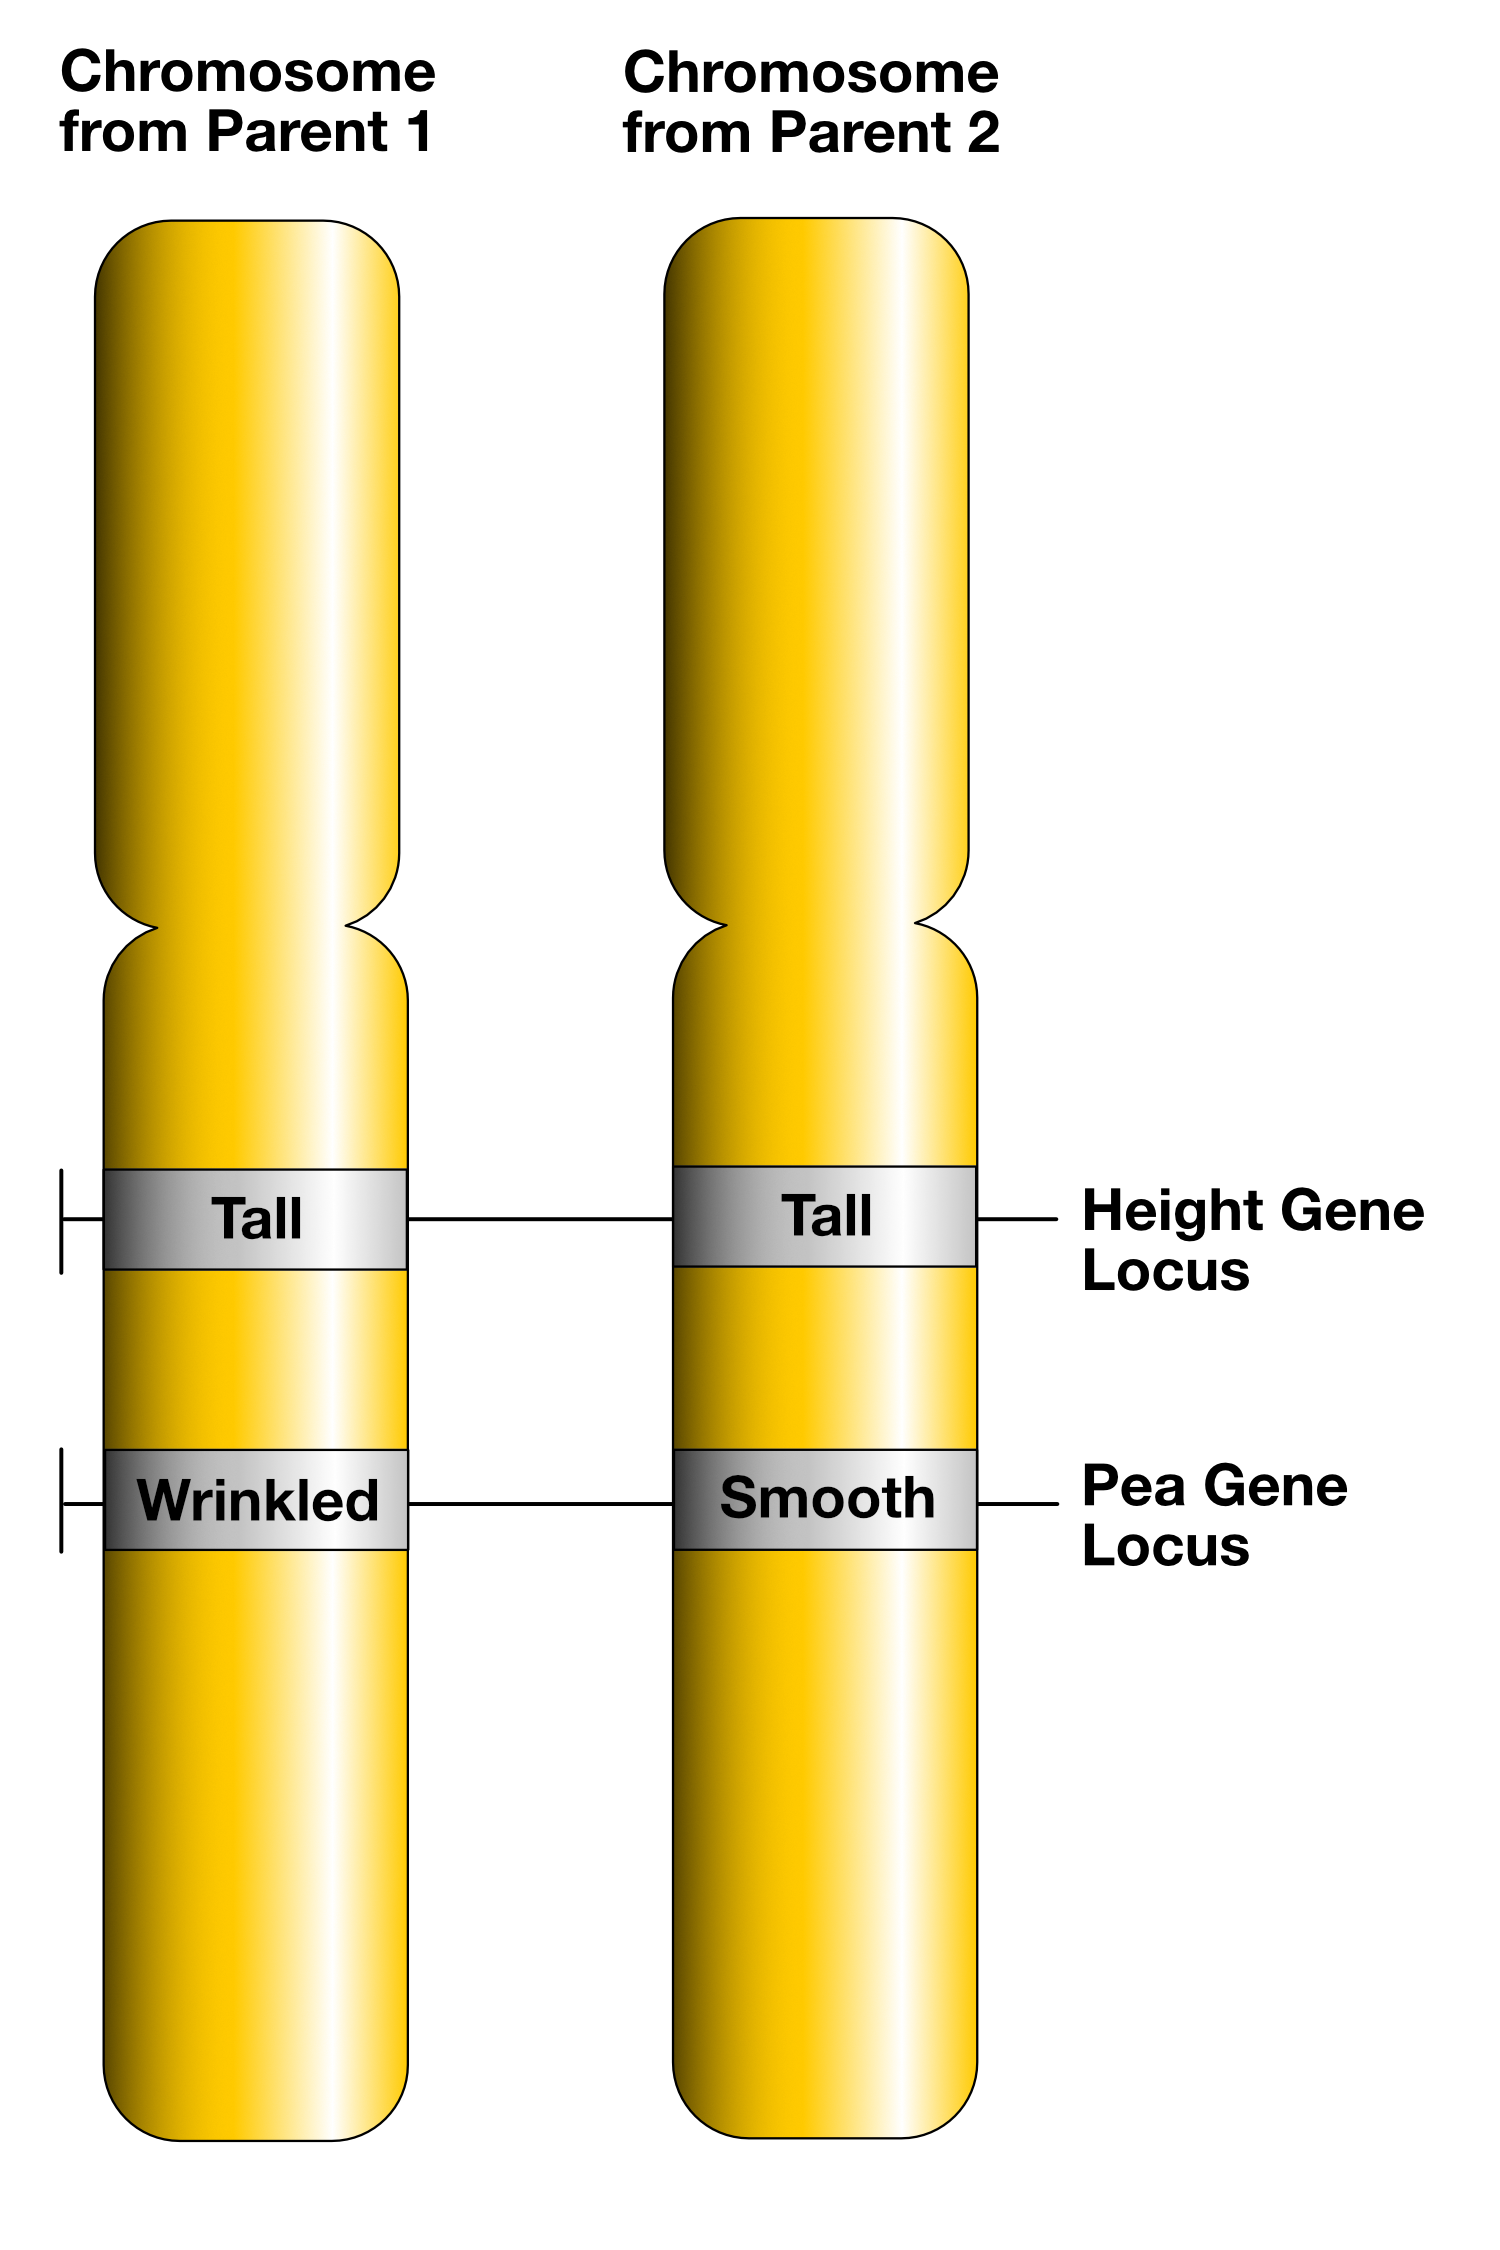 Chromosome
from Parent 1
Chromosome
from Parent 2
Tall
Tall
Height Gene
Locus
Wrinkled
Smooth
Pea Gene
Locus